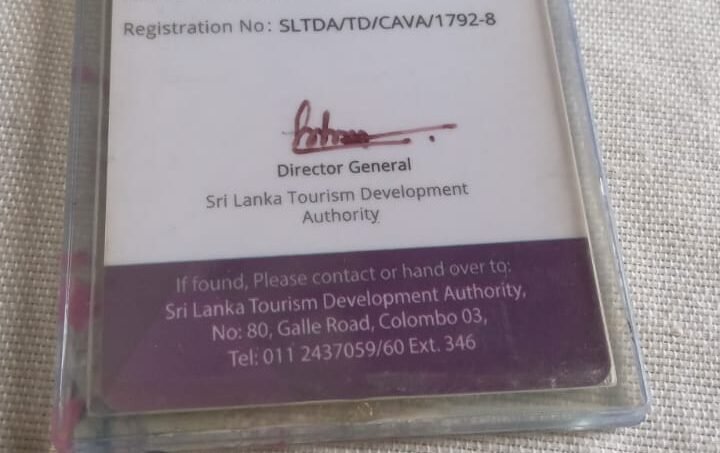 Registration No: SLTDA/TD/CAVA/1792-8
Director General
Sri Lanka Tourism Development
Authority
If found, Please contact or hand over to:
Sri Lanka Tourism Development Authority,
No: 80, Galle Road, Colombo 03,
Tel: 011 2437059/60 Ext. 346